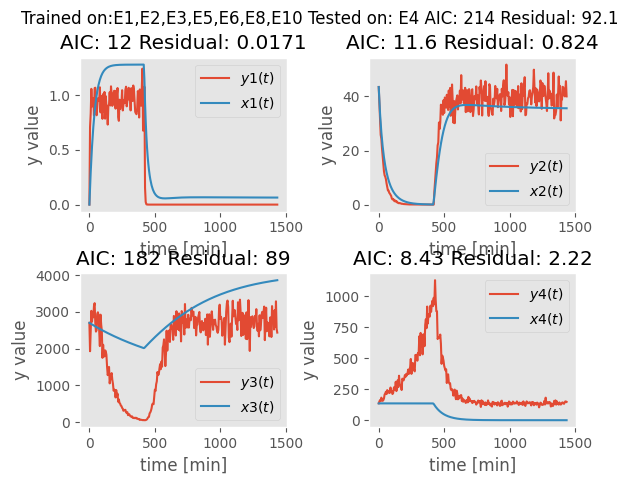 Trained on:E1,E2,E3,E5,E6,E8,E10 Tested on: E4 AIC: 214 Residual: 92.1
AIC: 12 Residual: 0.0171
y value
1.0
0.5
0.0
0
500
1000
1500
time [min]
y1(t)
x1(t)
AIC: 11.6 Residual: 0.824
y value
40
20
0
0
500
1000
1500
time [min]
y2(t)
x2(t)
AIC: 182 Residual: 89
y value
4000
3000
2000
1000
0
0
500
1000
1500
time [min]
y3(t)
x3(t)
AIC: 8.43 Residual: 2.22
y value
1000
750
500
250
0
0
500
1000
1500
time [min]
y4(t)
x4(t)